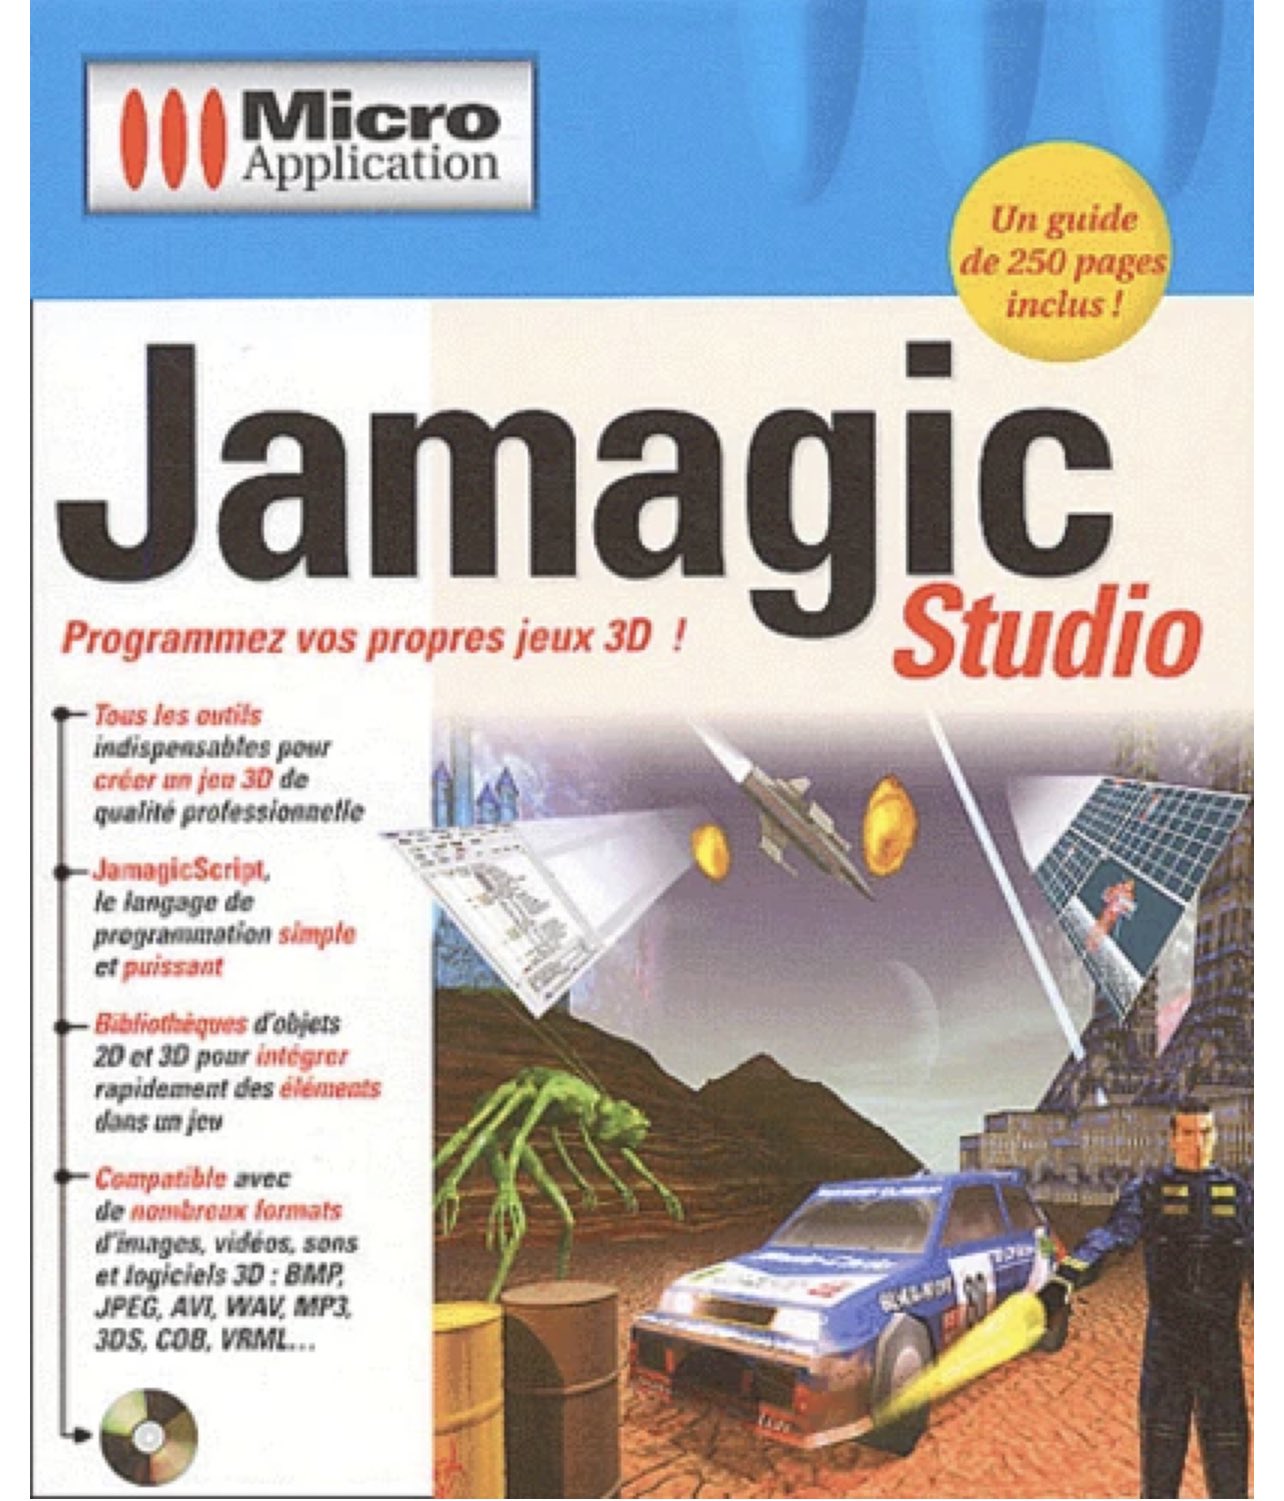 Micro
Application
Un guide
de 250 pages
inclus !
Jamagic
Studio
Programmez vos propres jeux 3D !
Tous les outils
indispensables pour
créer un jeu 3D de
qualité professionnelle
JamagicScript,
le langage de
programmation simple
et puissant
Bibliothèques d'objets
2D et 3D pour intégrer
rapidement des éléments
dans un jeu
Compatible avec
de nombreux formats
d'images, vidéos, sons
et logiciels 3D : BMP,
JPEG, AVI, WAV, MP3,
3DS, COB, VRML...